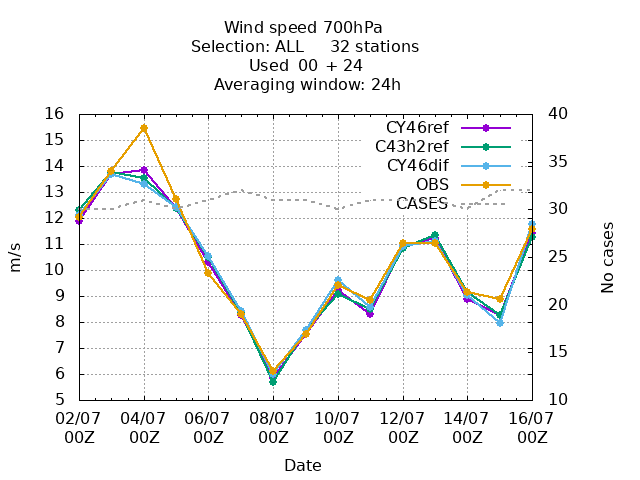 Wind speed 700hPa
Selection: ALL 32 stations
Used 00 + 24
Averaging window: 24h
16
15
14
13
12
11
10
9
8
7
6
5
m/s
40
35
30
25
20
15
10
No cases
CY46ref
C43h2ref
CY46dif
OBS
CASES
02/07 04/07 06/07 08/07 10/07 12/07 14/07 16/07
00Z 00Z 00Z 00Z 00Z 00Z 00Z 00Z
Date